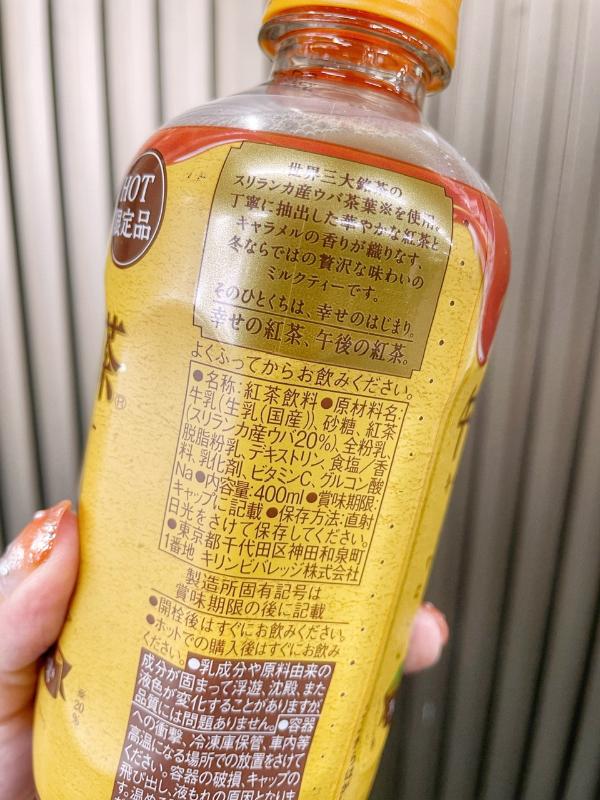 HOT
限定品
茶®
世界三大銘茶の
スリランカ産ウバ茶葉※を使用。
丁寧に抽出した華やかな紅茶と
キャラメルの香りが織りなす、
冬ならではの贅沢な味わいの
ミルクティーです。
そのひとくちは、幸せのはじまり。
幸せの紅茶、午後の紅茶。
よくふってからお飲みください。
●名称:紅茶飲料●原材料名:
牛乳(生乳(国産))、砂糖、紅茶
(スリランカ産ウバ20%)、全粉乳、
脱脂粉乳、デキストリン、食塩/香
料、乳化剤、ビタミンC、グルコン酸
Na●内容量:400ml●賞味期限:
キャップに記載●保存方法:直射
日光をさけて保存してください。
●東京都千代田区神田和泉町
1番地 キリンビバレッジ株式会社
製造所固有記号は
賞味期限の後に記載
●開栓後はすぐにお飲みください。
●ホットでの購入後はすぐにお飲み
ください。
●乳成分や原料由来の
成分が固まって浮遊、沈殿、また
液色が変化することがありますが、
品質には問題ありません。●容器
への衝撃、冷凍庫保管、車内等
高温になる場所での放置をさけて
ください。容器の破損、キャップの
飛び出し、液もれの原因となりま
す。温める
20%